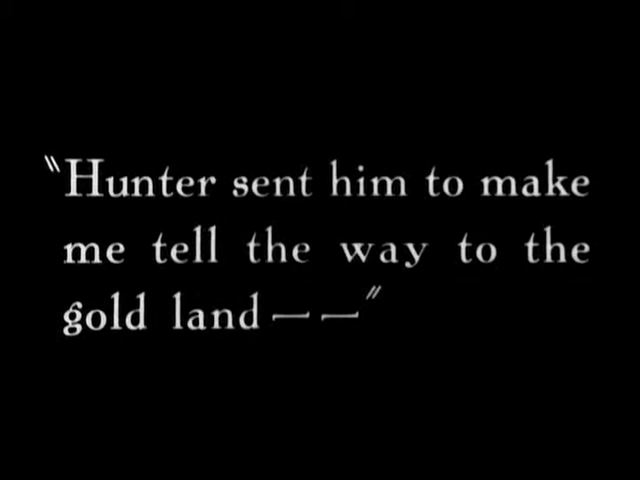 "Hunter sent him to make
me tell the way to the
gold land — —"